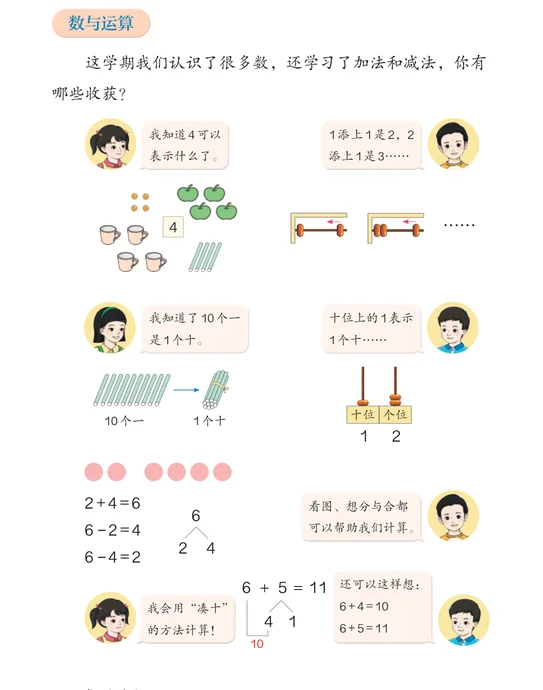 数与运算
这学期我们认识了很多数，还学习了加法和减法，你有
哪些收获？
我知道4可以
表示什么了。
1添上1是2，2
添上1是3……
4
……
我知道了10个一
是1个十。
十位上的1表示
1个十……
10个一
1个十
十位 个位
1 2
2+4=6
6-2=4
6-4=2
6
2 4
看图、想分与合都
可以帮助我们计算。
我会用“凑十”
的方法计算！
6 + 5 = 11
4 1
10
还可以这样想：
6+4=10
6+5=11